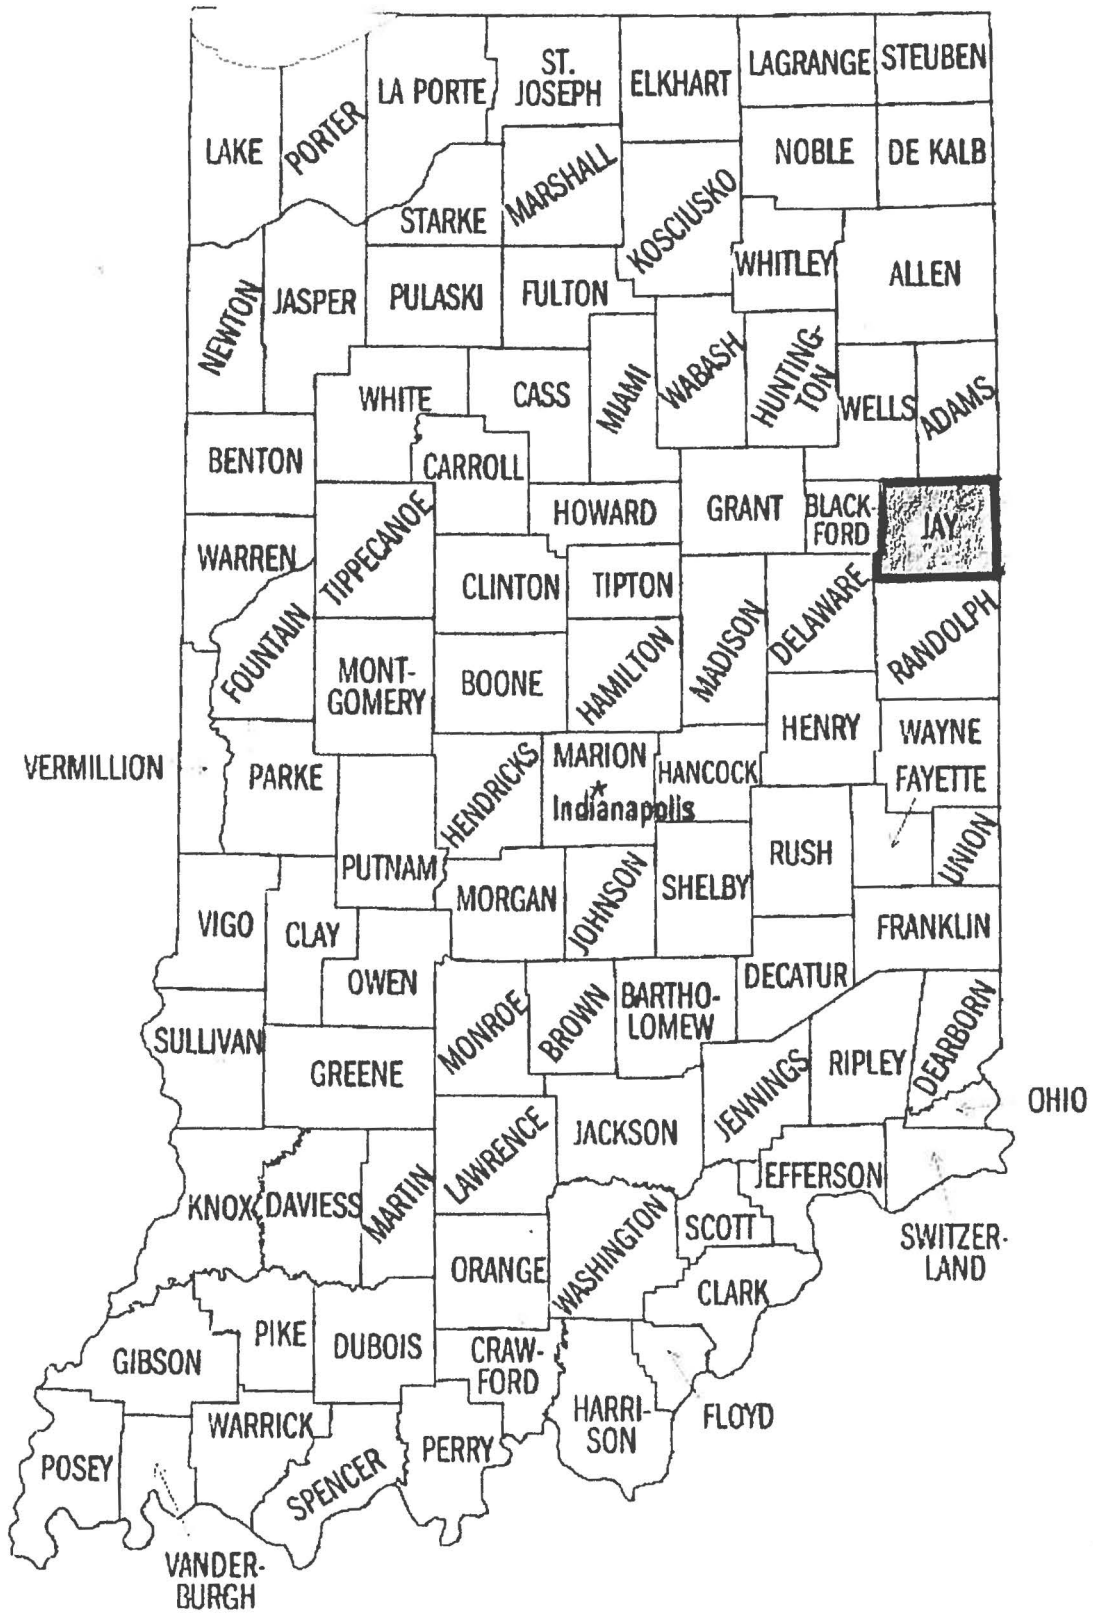 LAKE
PORTER
LA PORTE
ST.
JOSEPH
ELKHART
LAGRANGE
STEUBEN
NOBLE
DE KALB
STARKE
MARSHALL
KOSCIUSKO
WHITLEY
ALLEN
NEWTON
JASPER
PULASKI
FULTON
WHITE
CASS
MIAMI
WABASH
HUNTING-
TON
WELLS
ADAMS
BENTON
CARROLL
HOWARD
GRANT
BLACK-
FORD
JAY
WARREN
TIPPECANOE
CLINTON
TIPTON
MADISON
DELAWARE
RANDOLPH
FOUNTAIN
MONT-
GOMERY
BOONE
HAMILTON
HENRY
WAYNE
VERMILLION
PARKE
HENDRICKS
MARION
Indianapolis
HANCOCK
FAYETTE
PUTNAM
MORGAN
JOHNSON
SHELBY
RUSH
UNION
VIGO
CLAY
OWEN
FRANKLIN
DECATUR
SULLIVAN
GREENE
MONROE
BROWN
BARTHO-
LOMEW
JENNINGS
RIPLEY
DEARBORN
OHIO
KNOX
DAVIESS
MARTIN
LAWRENCE
JACKSON
JEFFERSON
SCOTT
SWITZER-
LAND
ORANGE
WASHINGTON
CLARK
GIBSON
PIKE
DUBOIS
CRAW-
FORD
HARRI-
SON
FLOYD
POSEY
WARRICK
SPENCER
PERRY
VANDER-
BURGH